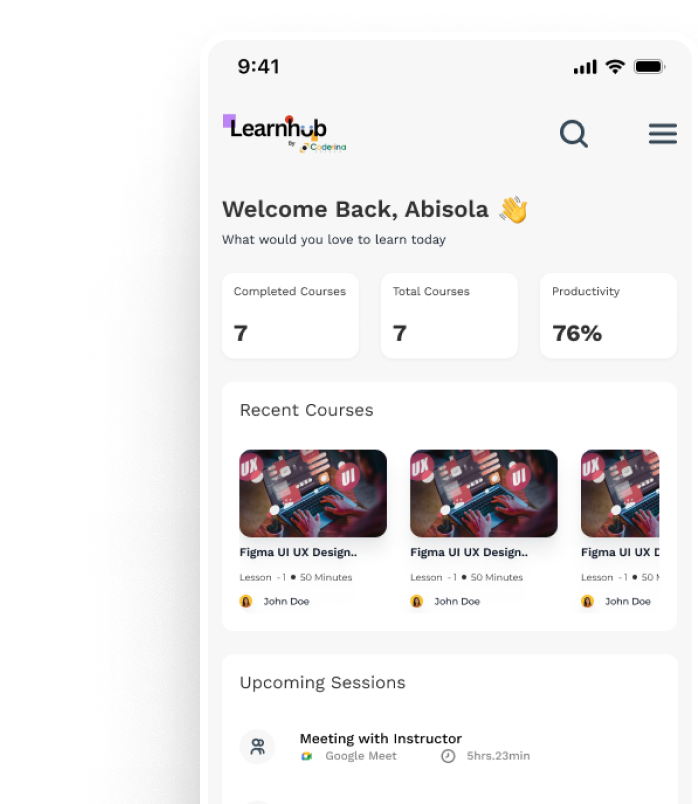 9:41
Learnhub
By Coderina
Welcome Back, Abisola 👋
What would you love to learn today
Completed Courses
7
Total Courses
7
Productivity
76%
Recent Courses
UX UI
UX UI
UX
Figma UI UX Design..
Figma UI UX Design..
Figma UI UX D
Lesson - 1 • 50 Minutes
Lesson - 1 • 50 Minutes
Lesson - 1 • 50 M
John Doe
John Doe
John Doe
Upcoming Sessions
Meeting with Instructor
Google Meet
5hrs.23min